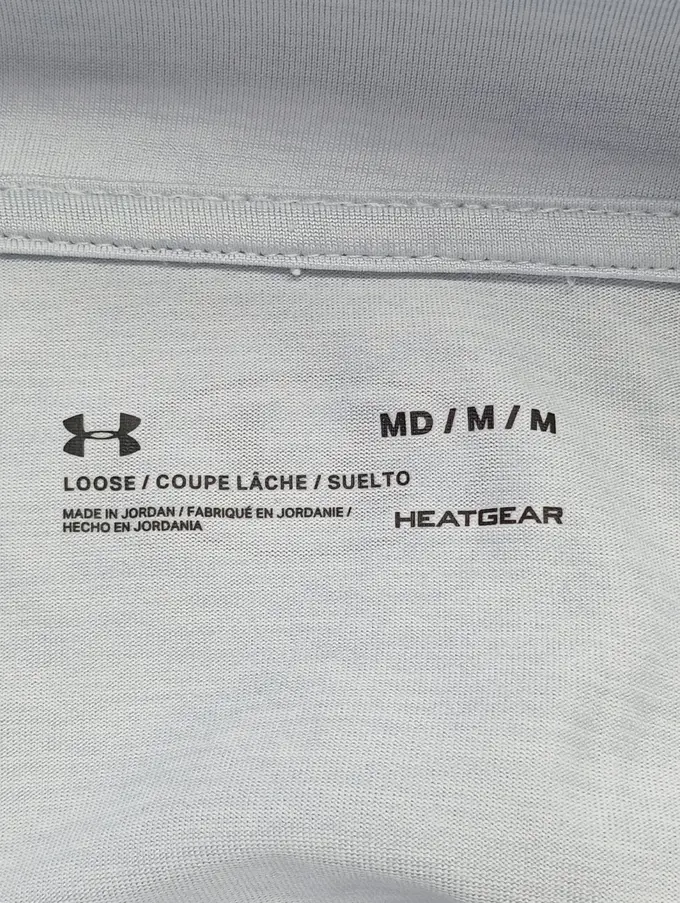 MD / M / M
LOOSE / COUPE LÂCHE / SUELTO
MADE IN JORDAN / FABRIQUÉ EN JORDANIE /
HECHO EN JORDANIA
HEATGEAR